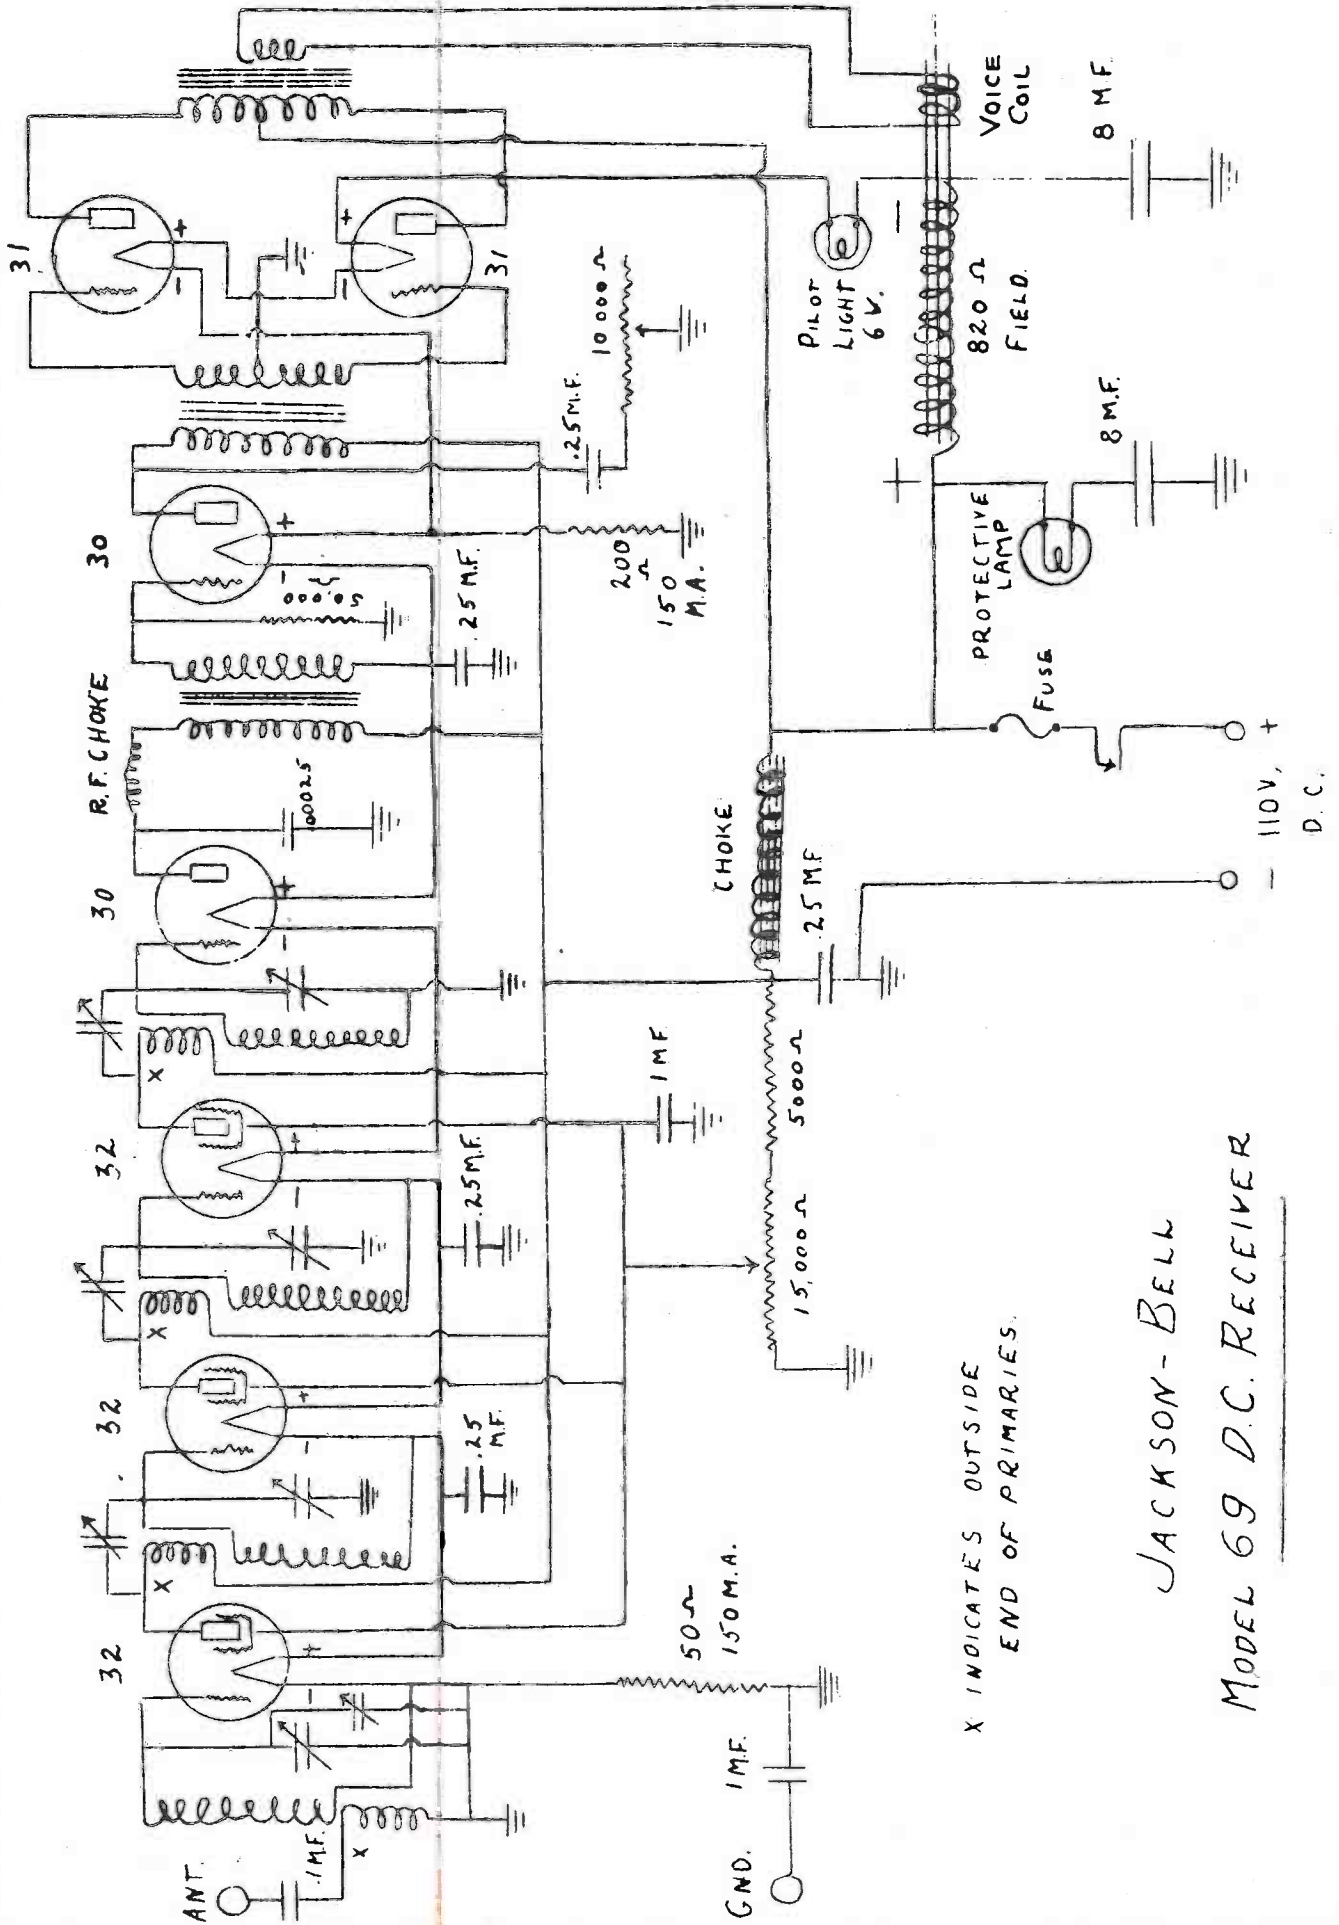 ANT.
.1 M.F.
X
32
+
−
X
32
+
−
X
32
+
−
X
30
+
−
.00025
R.F. CHOKE
50,000
30
+
−
31
+
−
31
+
−
.25 M.F.
.25 M.F.
.25 M.F.
.25 M.F.
10000 Ω
200
Ω
150
M.A.
1 MF
50 Ω
150 M.A.
GND.
1 M.F.
15,000 Ω
5000 Ω
.25 MF
CHOKE
PILOT
LIGHT
6 V.
VOICE
COIL
8 M.F.
−
820 Ω
FIELD.
+
8 M.F.
PROTECTIVE
LAMP
FUSE
−
+
110 V,
D.C.
X INDICATES OUTSIDE
END OF PRIMARIES.
JACKSON-BELL
MODEL 69 D.C. RECEIVER